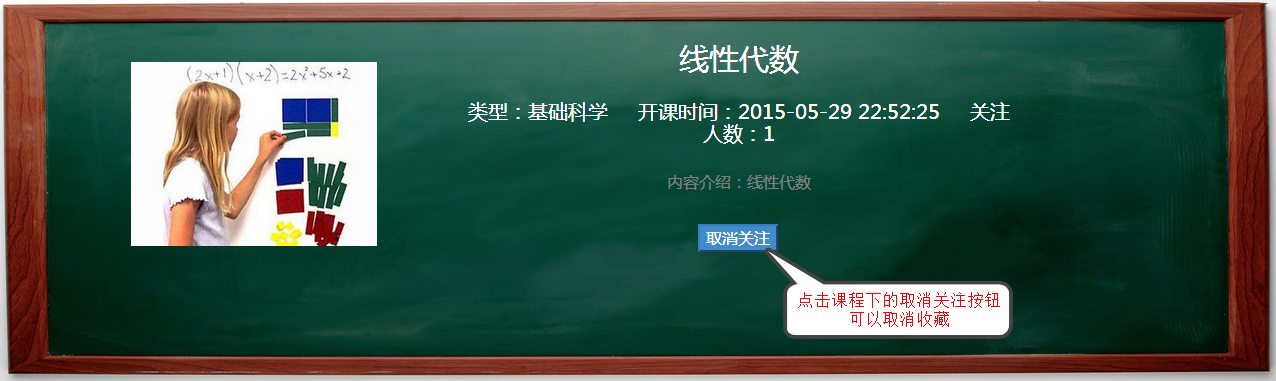 (2x+1)(x+2)=2x²+5x+2
线性代数
类型：基础科学 开课时间：2015-05-29 22:52:25 关注
人数：1
内容介绍：线性代数
取消关注
点击课程下的取消关注按钮
可以取消收藏